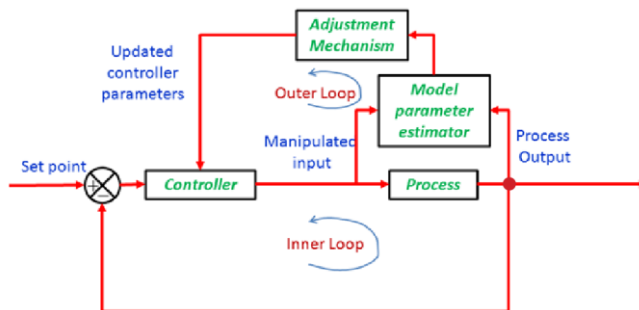 Adjustment
Mechanism
Updated
controller
parameters
Outer Loop
Model
parameter
estimator
Manipulated
input
Process
Output
Set point
+
−
Controller
Process
Inner Loop